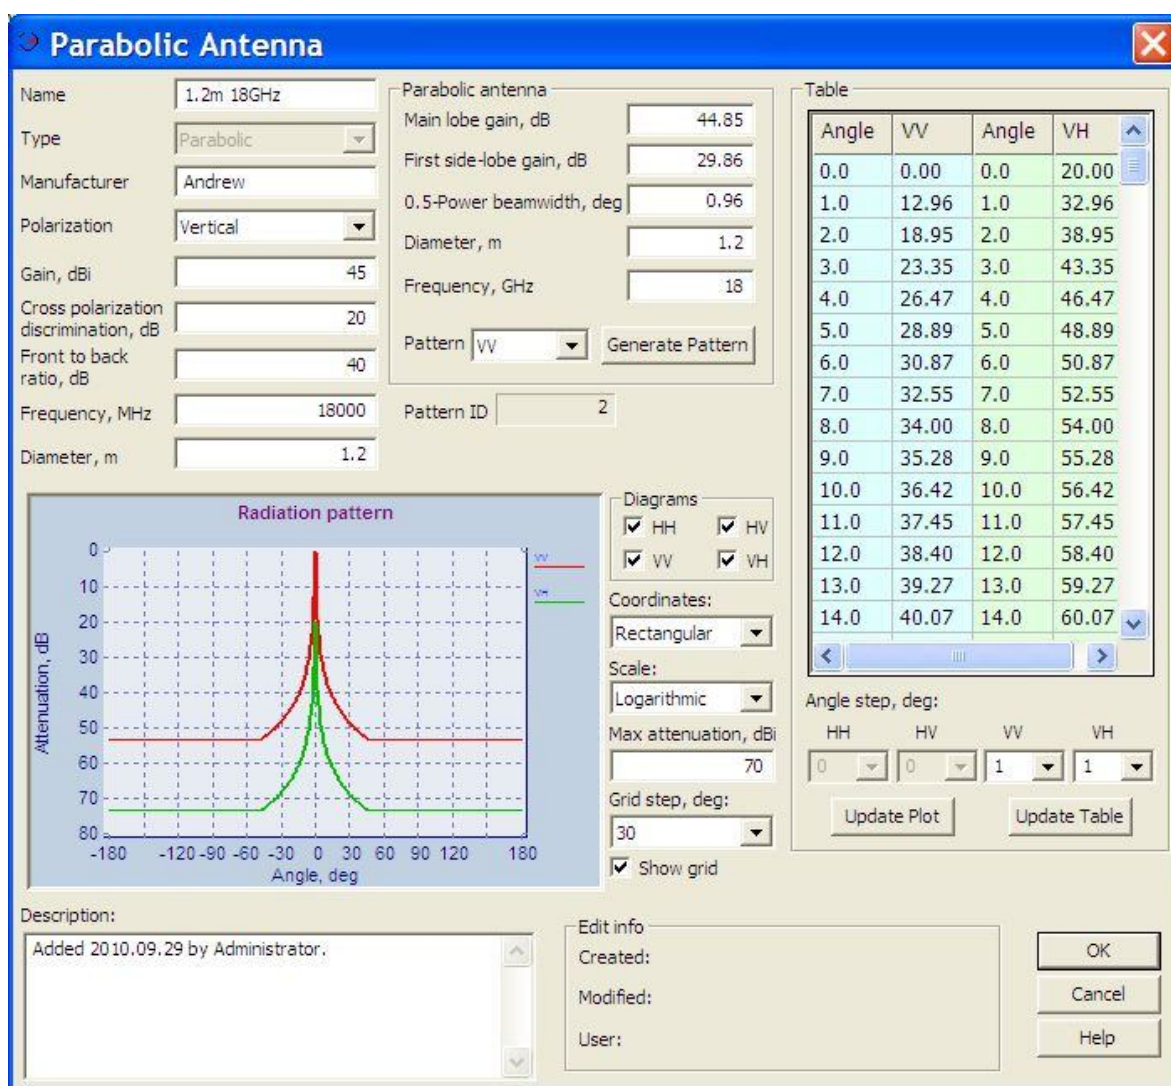 Parabolic Antenna
Name 1.2m 18GHz
Type Parabolic
Manufacturer Andrew
Polarization Vertical
Gain, dBi 45
Cross polarization
discrimination, dB 20
Front to back
ratio, dB 40
Frequency, MHz 18000
Diameter, m 1.2
Parabolic antenna
Main lobe gain, dB 44.85
First side-lobe gain, dB 29.86
0.5-Power beamwidth, deg 0.96
Diameter, m 1.2
Frequency, GHz 18
Pattern VV Generate Pattern
Pattern ID 2
Table
Angle VV Angle VH
0.0 0.00 0.0 20.00
1.0 12.96 1.0 32.96
2.0 18.95 2.0 38.95
3.0 23.35 3.0 43.35
4.0 26.47 4.0 46.47
5.0 28.89 5.0 48.89
6.0 30.87 6.0 50.87
7.0 32.55 7.0 52.55
8.0 34.00 8.0 54.00
9.0 35.28 9.0 55.28
10.0 36.42 10.0 56.42
11.0 37.45 11.0 57.45
12.0 38.40 12.0 58.40
13.0 39.27 13.0 59.27
14.0 40.07 14.0 60.07
Angle step, deg:
HH HV VV VH
0 0 1 1
Update Plot Update Table
Radiation pattern
Attenuation, dB
0
10
20
30
40
50
60
70
80
-180 -120 -90 -60 -30 0 30 60 90 120 180
Angle, deg
VV
VH
Diagrams
HH HV
VV VH
Coordinates:
Rectangular
Scale:
Logarithmic
Max attenuation, dBi
70
Grid step, deg:
30
Show grid
Description:
Added 2010.09.29 by Administrator.
Edit info
Created:
Modified:
User:
OK
Cancel
Help